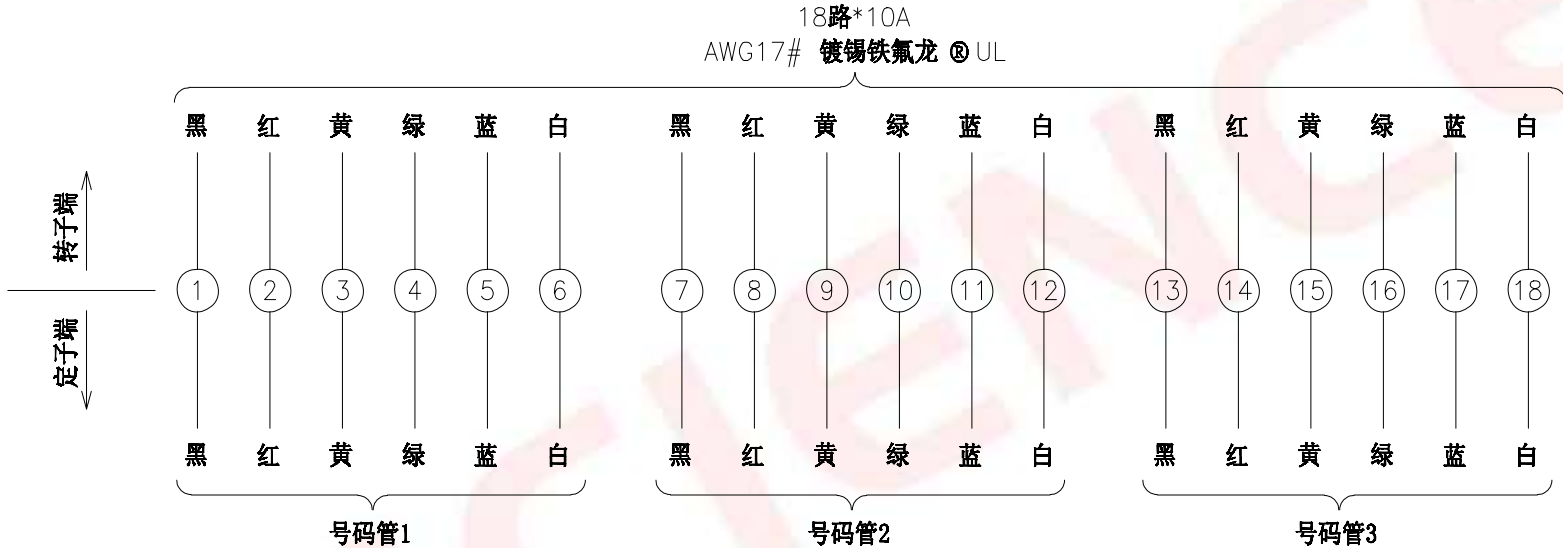 18路*10A
AWG17# 镀锡铁氟龙 ® UL
黑 红 黄 绿 蓝 白 黑 红 黄 绿 蓝 白 黑 红 黄 绿 蓝 白
转子端
1 2 3 4 5 6 7 8 9 10 11 12 13 14 15 16 17 18
定子端
黑 红 黄 绿 蓝 白 黑 红 黄 绿 蓝 白 黑 红 黄 绿 蓝 白
号码管1 号码管2 号码管3